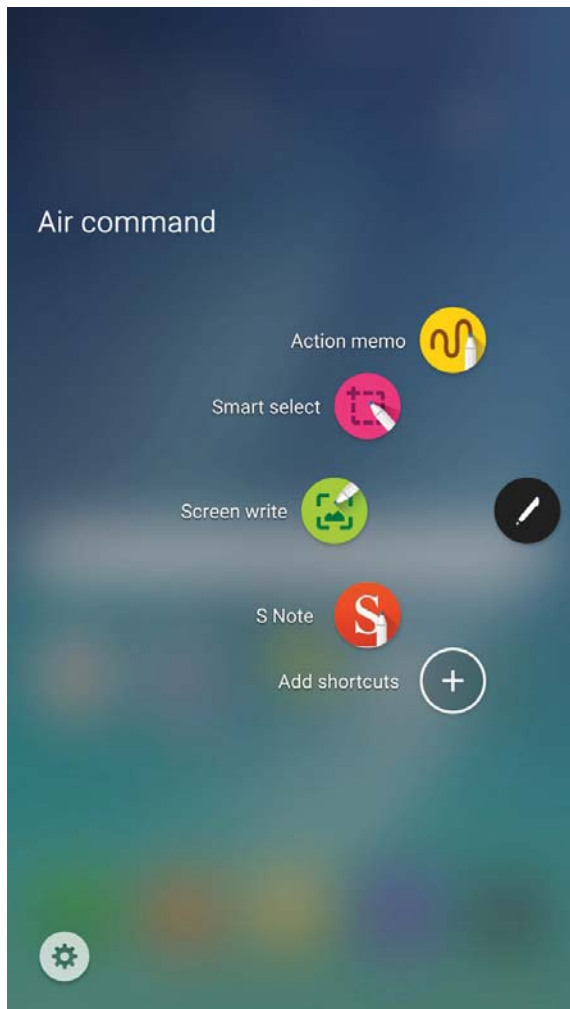 Air command
Action memo
Smart select
Screen write
S Note
Add shortcuts